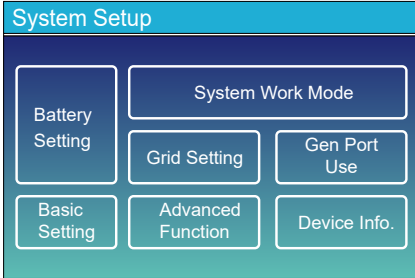 System Setup
System Work Mode
Battery
Setting
Grid Setting
Gen Port
Use
Basic
Setting
Advanced
Function
Device Info.